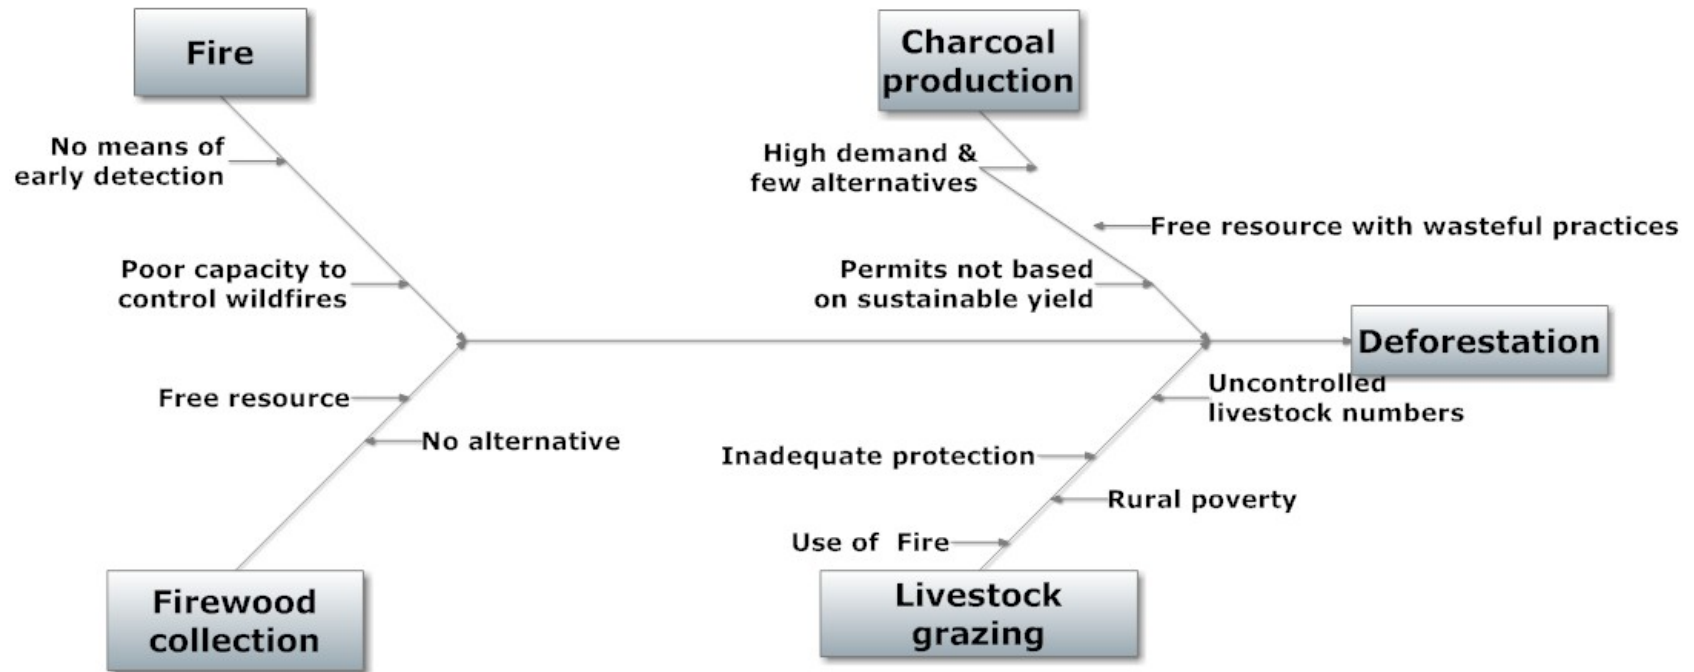 Fire
Charcoal
production
No means of
early detection
High demand &
few alternatives
Free resource with wasteful practices
Poor capacity to
control wildfires
Permits not based
on sustainable yield
Deforestation
Uncontrolled
livestock numbers
Free resource
No alternative
Inadequate protection
Rural poverty
Use of  Fire
Firewood
collection
Livestock
grazing